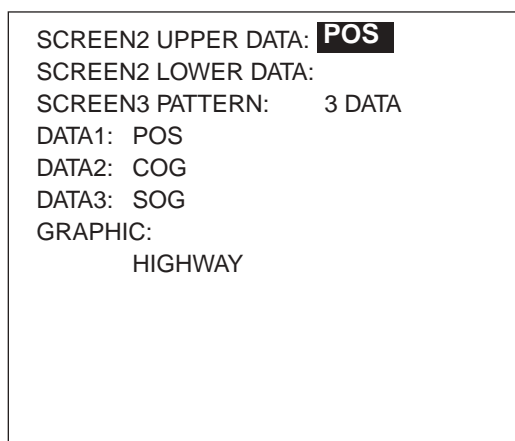 SCREEN2 UPPER DATA: POS
SCREEN2 LOWER DATA:
SCREEN3 PATTERN: 3 DATA
DATA1: POS
DATA2: COG
DATA3: SOG
GRAPHIC:
HIGHWAY